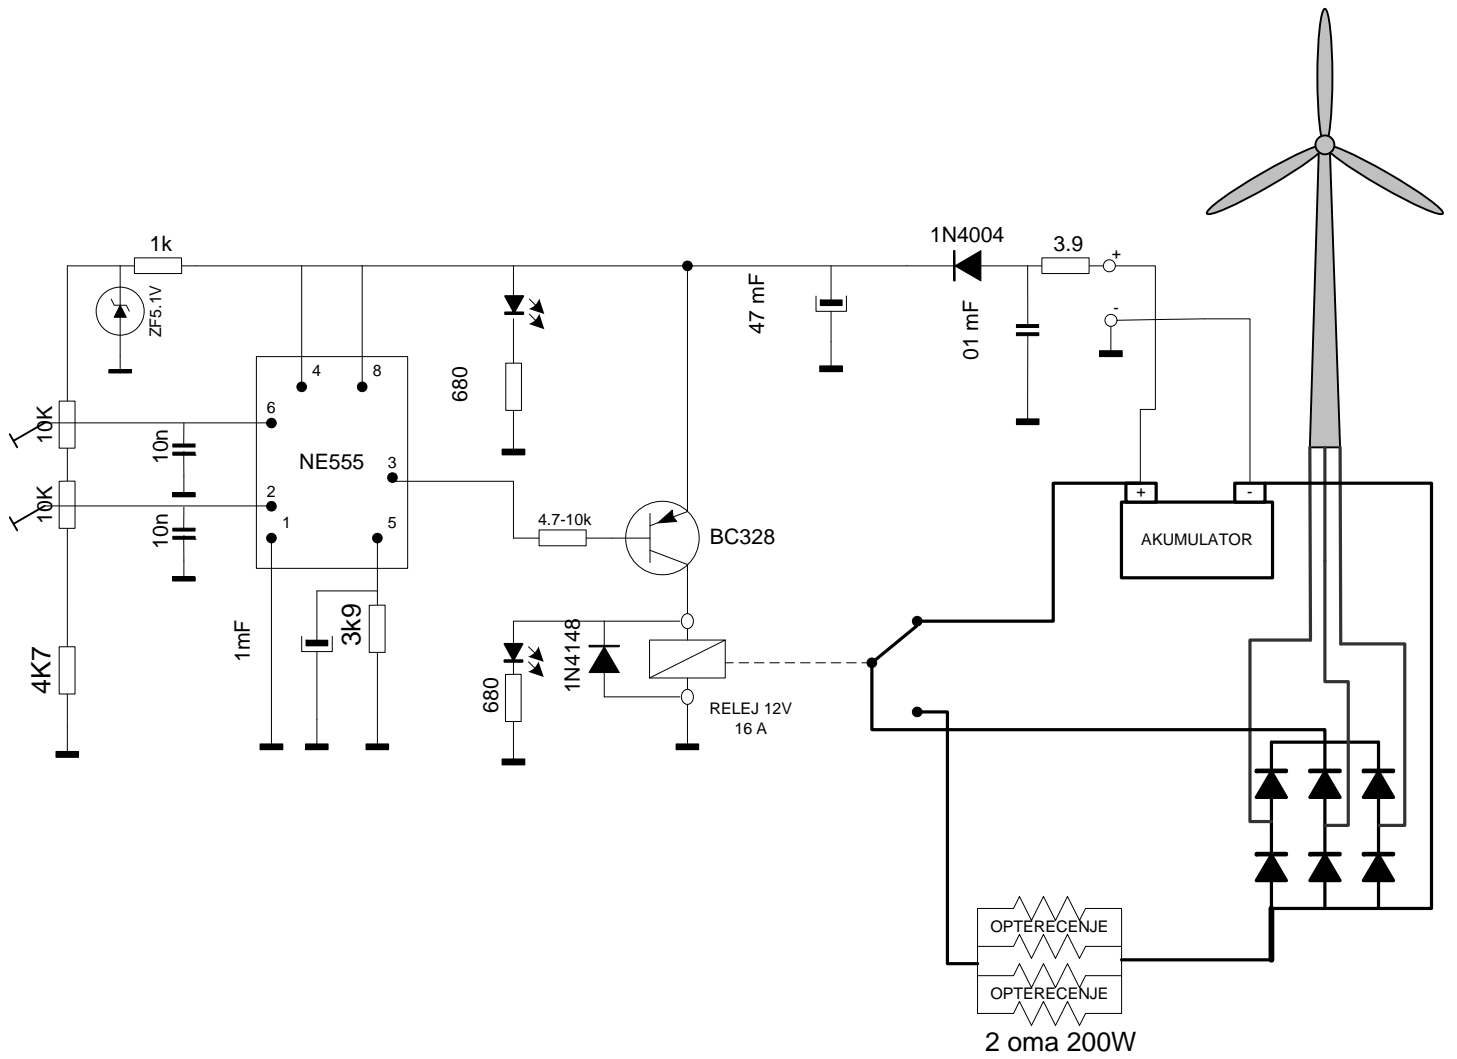 1N4004
3.9
+
1k
ZF5.1V
47 mF
01 mF
-
4
8
680
10K
6
10n
NE555
3
+
-
10K
2
10n
1
5
4.7-10k
BC328
AKUMULATOR
1mF
3k9
4K7
680
1N4148
RELEJ 12V
16 A
OPTERECENJE
OPTERECENJE
2 oma 200W